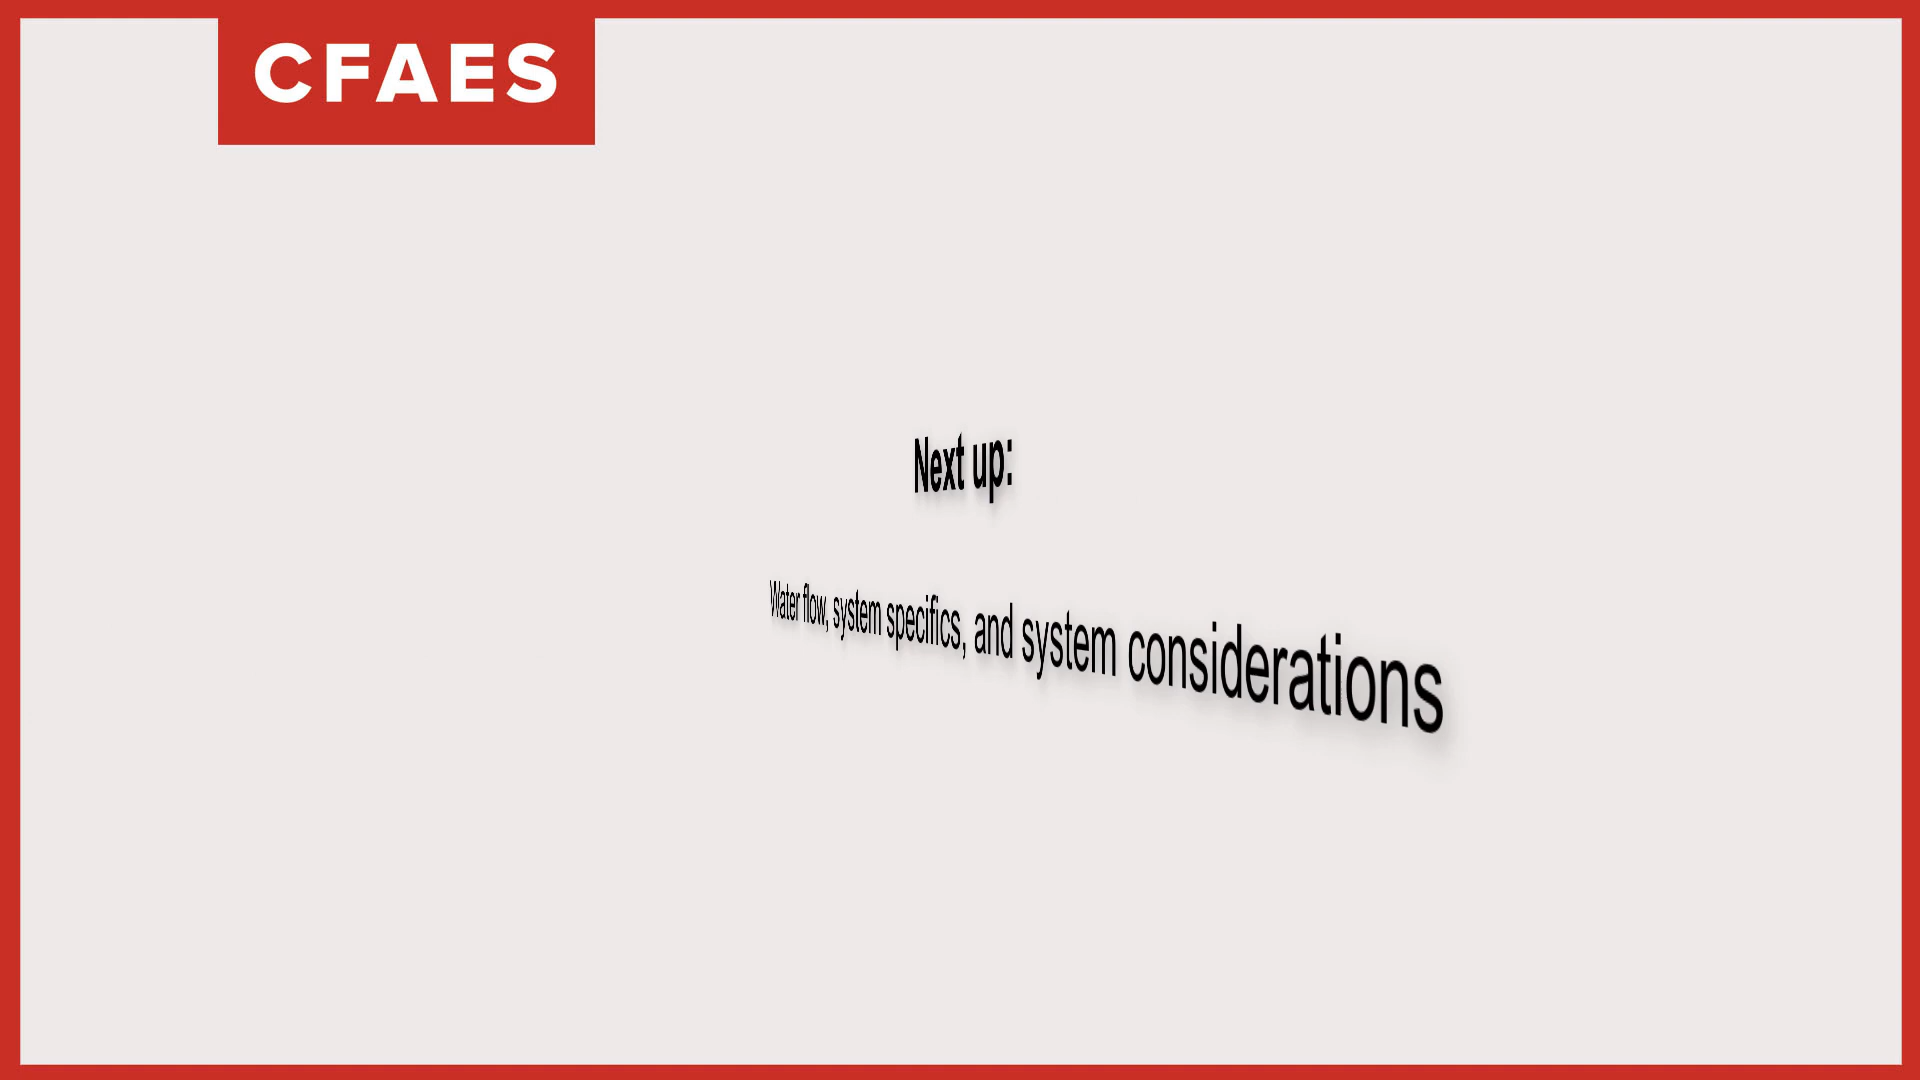 CFAES
Next up:
Water flow, system specifics, and system considerations